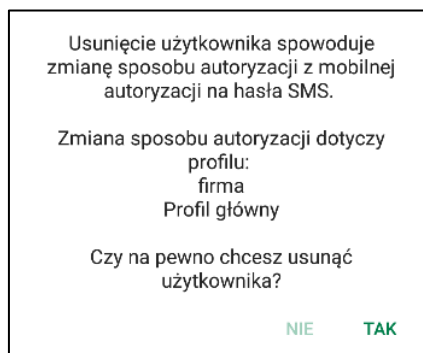 Usunięcie użytkownika spowoduje
zmianę sposobu autoryzacji z mobilnej
autoryzacji na hasła SMS.
Zmiana sposobu autoryzacji dotyczy
profilu:
firma
Profil główny
Czy na pewno chcesz usunąć
użytkownika?
NIE TAK